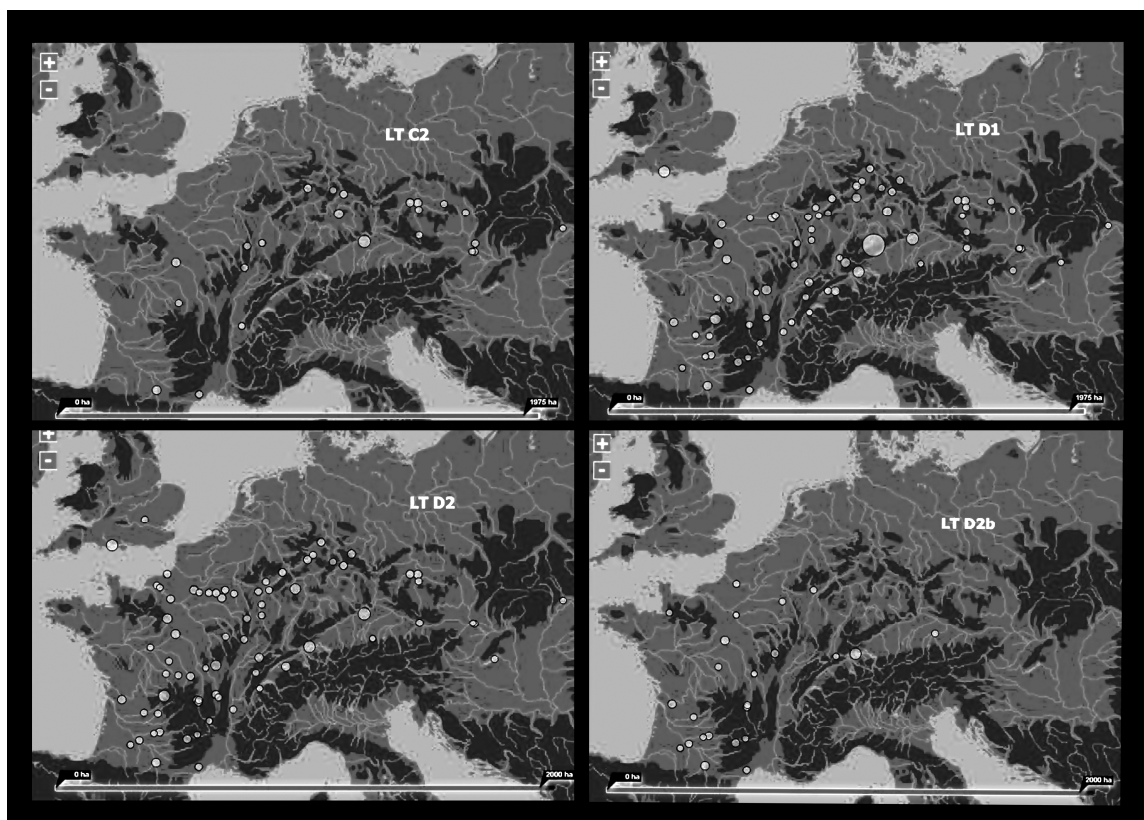 +
-
LT C2
0 ha
1975 ha
+
-
LT D1
0 ha
1975 ha
+
-
LT D2
0 ha
2000 ha
+
-
LT D2b
0 ha
2000 ha